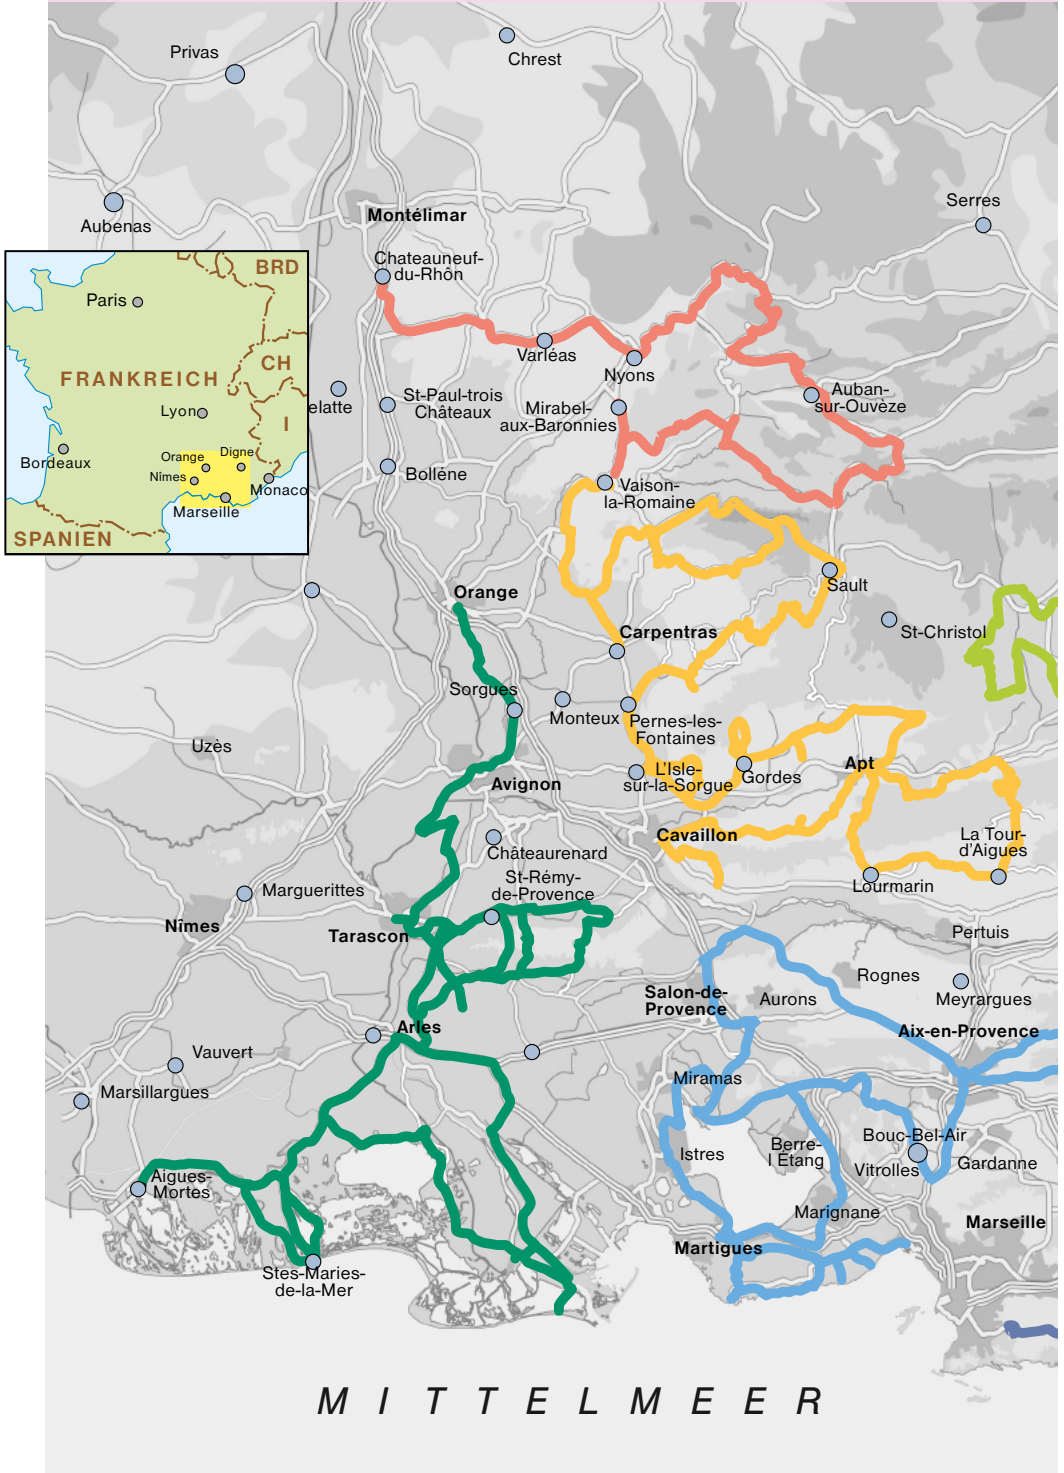 Privas
Chrest
Aubenas
Serres
Montélimar
Chateauneuf-
du-Rhôn
BRD
Paris
FRANKREICH
CH
Lyon
I
Bordeaux
Orange
Digne
Nîmes
Monaco
Marseille
SPANIEN
elatte
Varléas
Nyons
St-Paul-trois
Châteaux
Mirabel-
aux-Baronnies
Auban-
sur-Ouvèze
Bolléne
Vaison-
la-Romaine
Orange
Sault
Carpentras
St-Christol
Sorgues
Monteux
Pernes-les-
Fontaines
Uzès
Avignon
L'Isle-
sur-la-Sorgue
Gordes
Apt
Cavaillon
Châteaurenard
La Tour-
d'Aigues
St-Rémy-
de-Provence
Lourmarin
Marguerittes
Nîmes
Tarascon
Pertuis
Rognes
Salon-de-
Provence
Aurons
Meyrargues
Arles
Aix-en-Provence
Vauvert
Marsillargues
Miramas
Istres
Berre-
l Etang
Bouc-Bel-Air
Vitrolles
Gardanne
Aigues-
Mortes
Marignane
Marseille
Martigues
Stes-Maries-
de-la-Mer
MITTELMEER